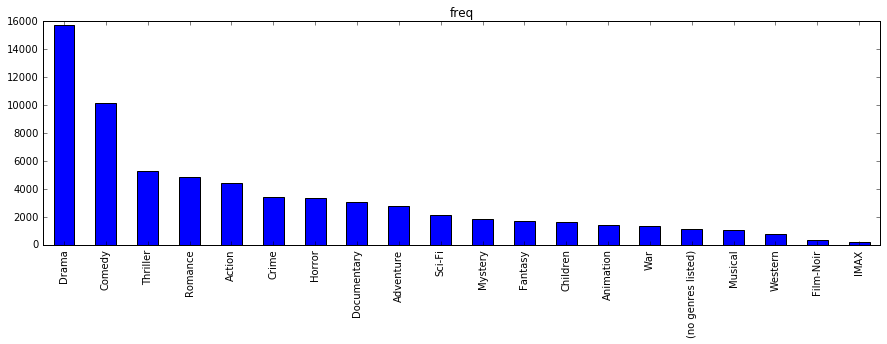 freq
16000
14000
12000
10000
8000
6000
4000
2000
0
Drama
Comedy
Thriller
Romance
Action
Crime
Horror
Documentary
Adventure
Sci-Fi
Mystery
Fantasy
Children
Animation
War
(no genres listed)
Musical
Western
Film-Noir
IMAX